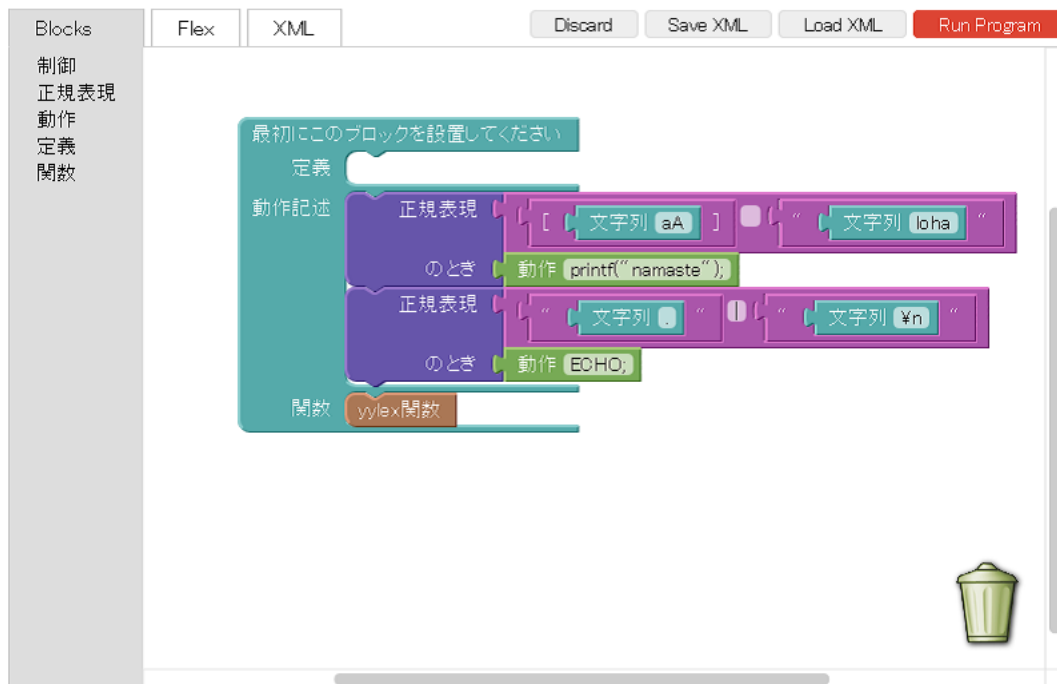 Blocks Flex XML Discard Save XML Load XML Run Program
制御
正規表現
動作
定義
関数
最初にこのブロックを設置してください
定義
動作記述 正規表現 [ 文字列 aA ] “ 文字列 loha “
のとき 動作 printf(“namaste“);
正規表現 “ 文字列 . “ | “ 文字列 ¥n “
のとき 動作 ECHO;
関数 yylex関数